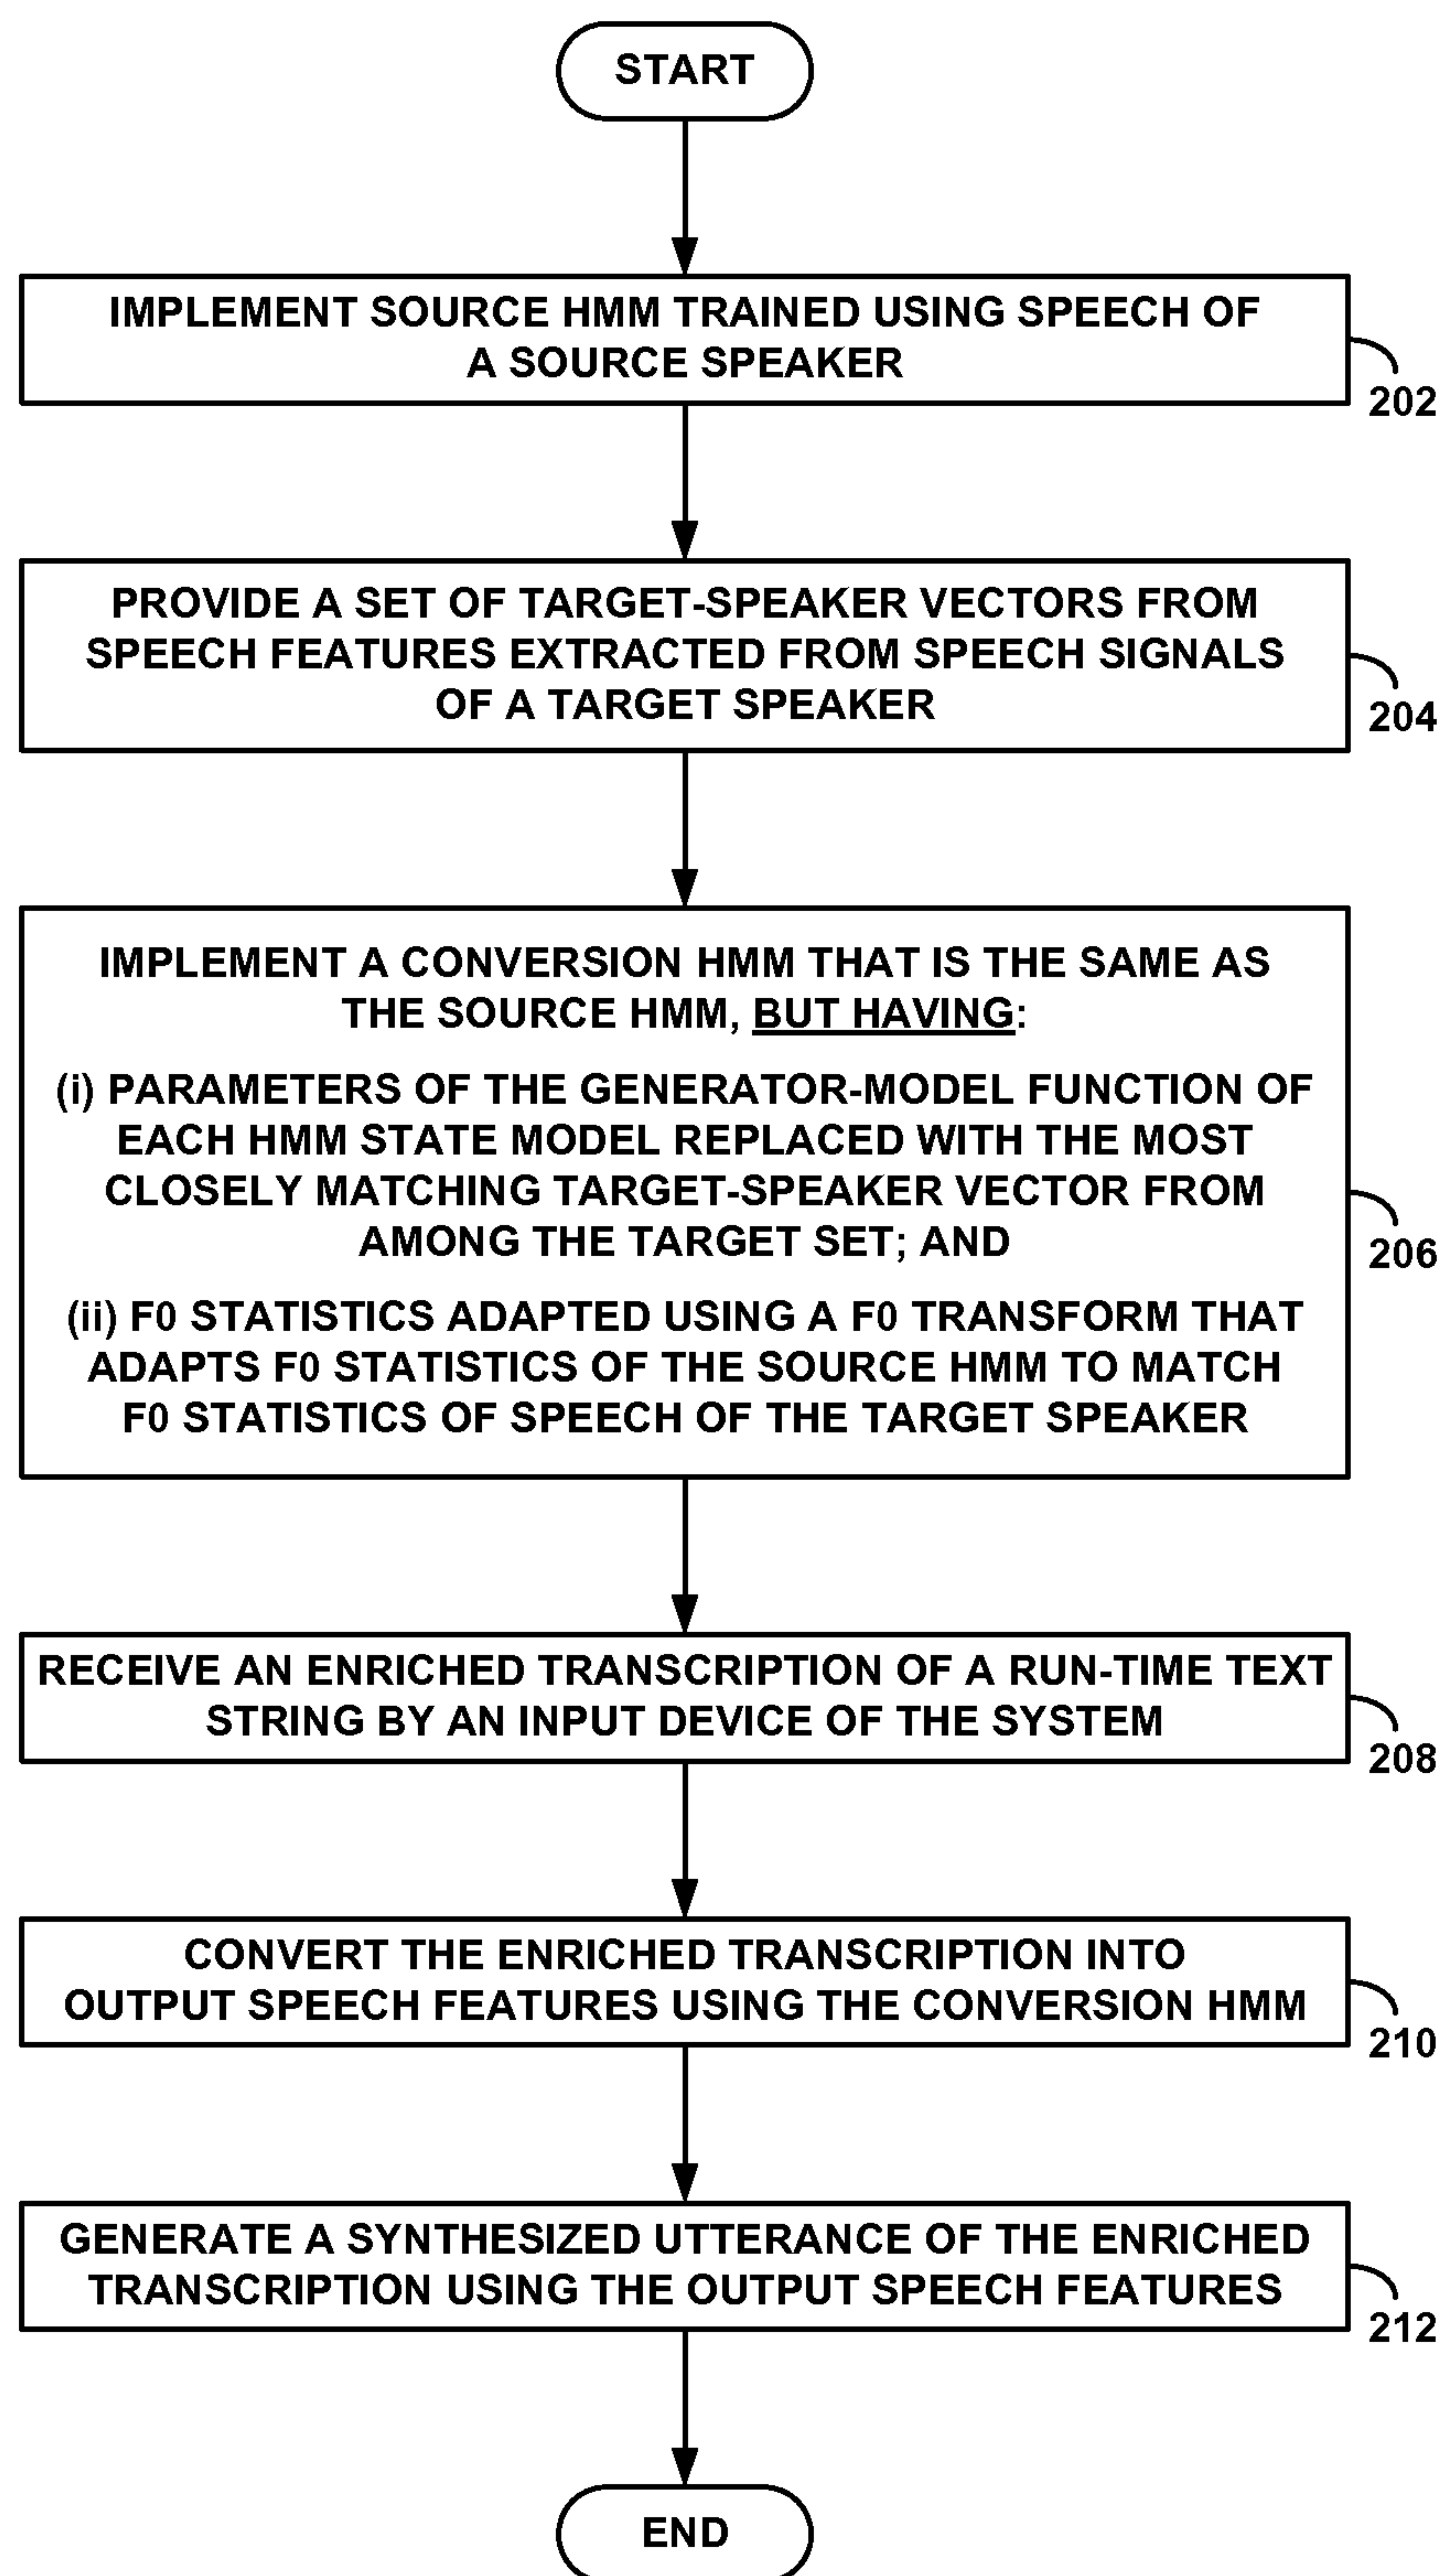 START
IMPLEMENT SOURCE HMM TRAINED USING SPEECH OF
A SOURCE SPEAKER
202
PROVIDE A SET OF TARGET-SPEAKER VECTORS FROM
SPEECH FEATURES EXTRACTED FROM SPEECH SIGNALS
OF A TARGET SPEAKER
204
IMPLEMENT A CONVERSION HMM THAT IS THE SAME AS
THE SOURCE HMM, BUT HAVING:
(i) PARAMETERS OF THE GENERATOR-MODEL FUNCTION OF
EACH HMM STATE MODEL REPLACED WITH THE MOST
CLOSELY MATCHING TARGET-SPEAKER VECTOR FROM
AMONG THE TARGET SET; AND
(ii) F0 STATISTICS ADAPTED USING A F0 TRANSFORM THAT
ADAPTS F0 STATISTICS OF THE SOURCE HMM TO MATCH
F0 STATISTICS OF SPEECH OF THE TARGET SPEAKER
206
RECEIVE AN ENRICHED TRANSCRIPTION OF A RUN-TIME TEXT
STRING BY AN INPUT DEVICE OF THE SYSTEM
208
CONVERT THE ENRICHED TRANSCRIPTION INTO
OUTPUT SPEECH FEATURES USING THE CONVERSION HMM
210
GENERATE A SYNTHESIZED UTTERANCE OF THE ENRICHED
TRANSCRIPTION USING THE OUTPUT SPEECH FEATURES
212
END